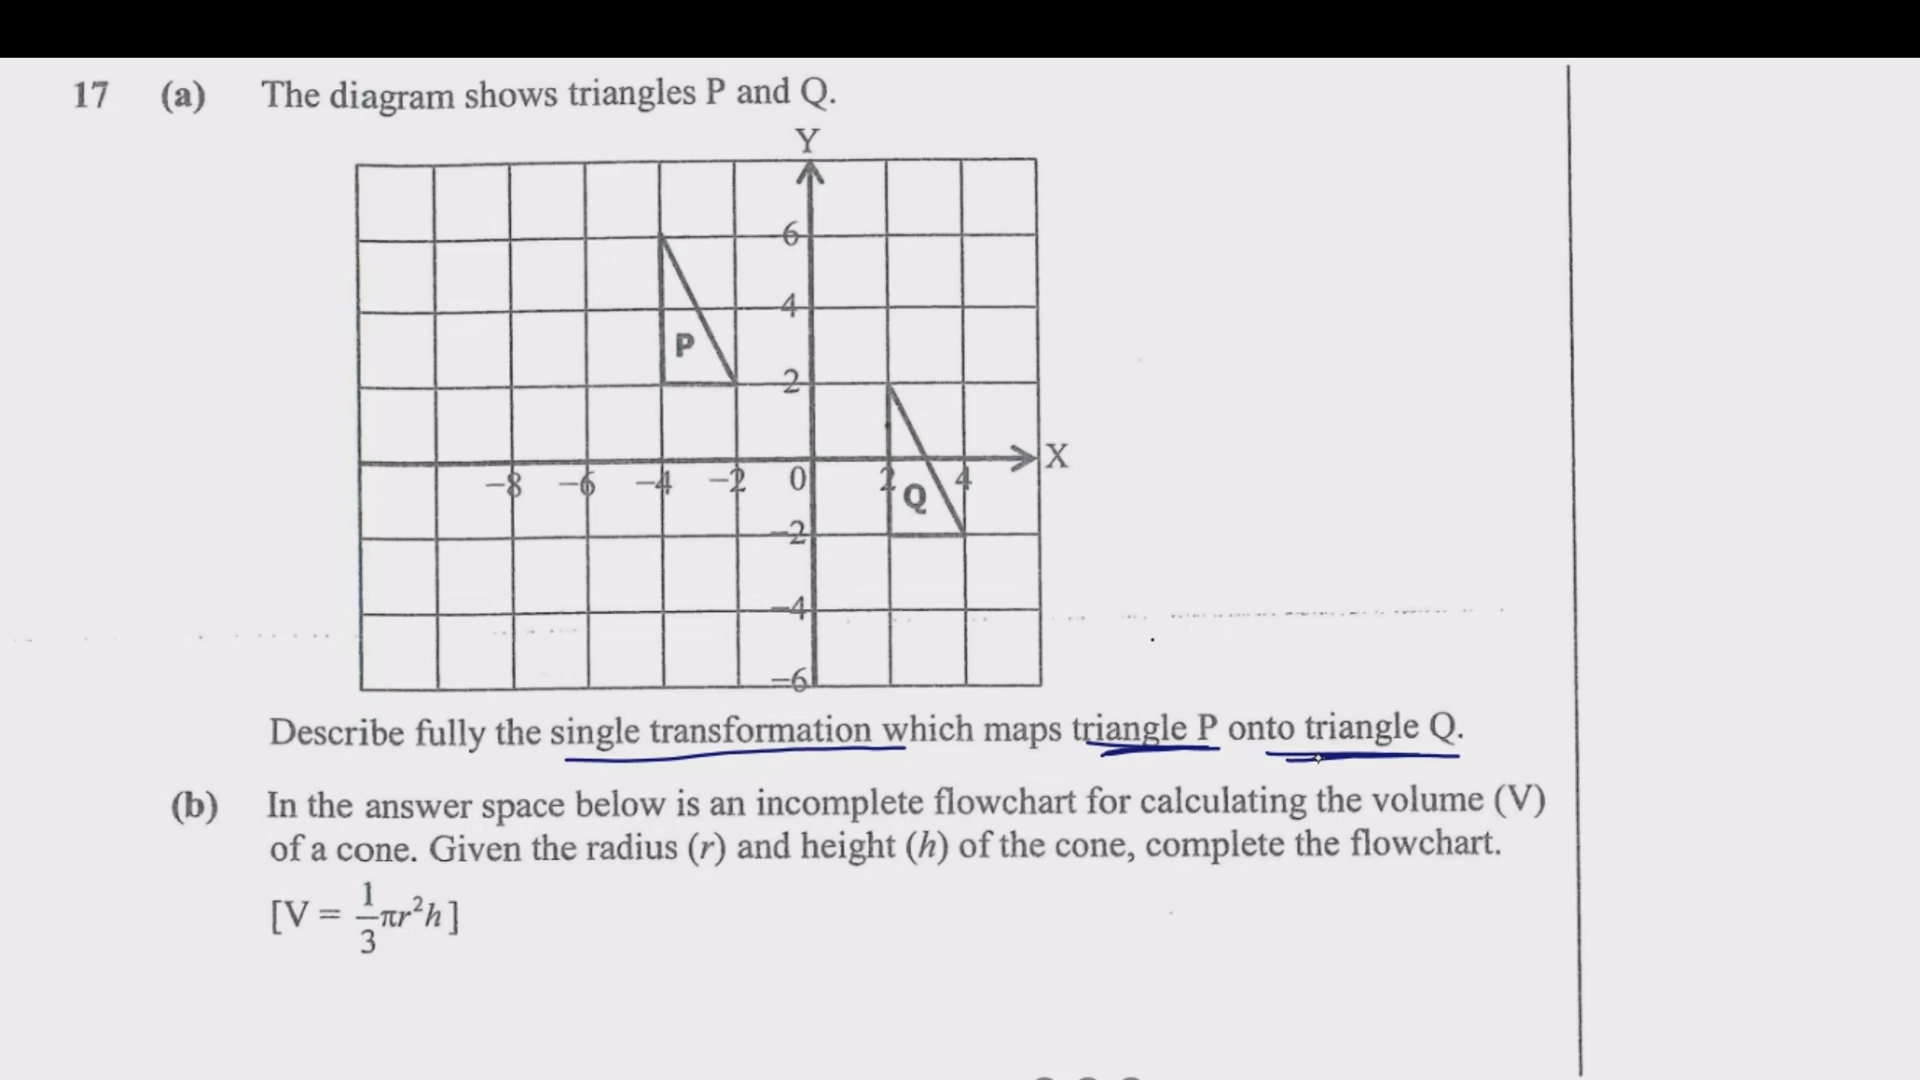 17 (a) The diagram shows triangles P and Q.
Y
6
4
P
2
X
−8 −6 −4 −2 0 2 4
Q
−2
−4
−6
Describe fully the single transformation which maps triangle P onto triangle Q.
(b) In the answer space below is an incomplete flowchart for calculating the volume (V)
of a cone. Given the radius (r) and height (h) of the cone, complete the flowchart.
[V = 1/3 πr²h]